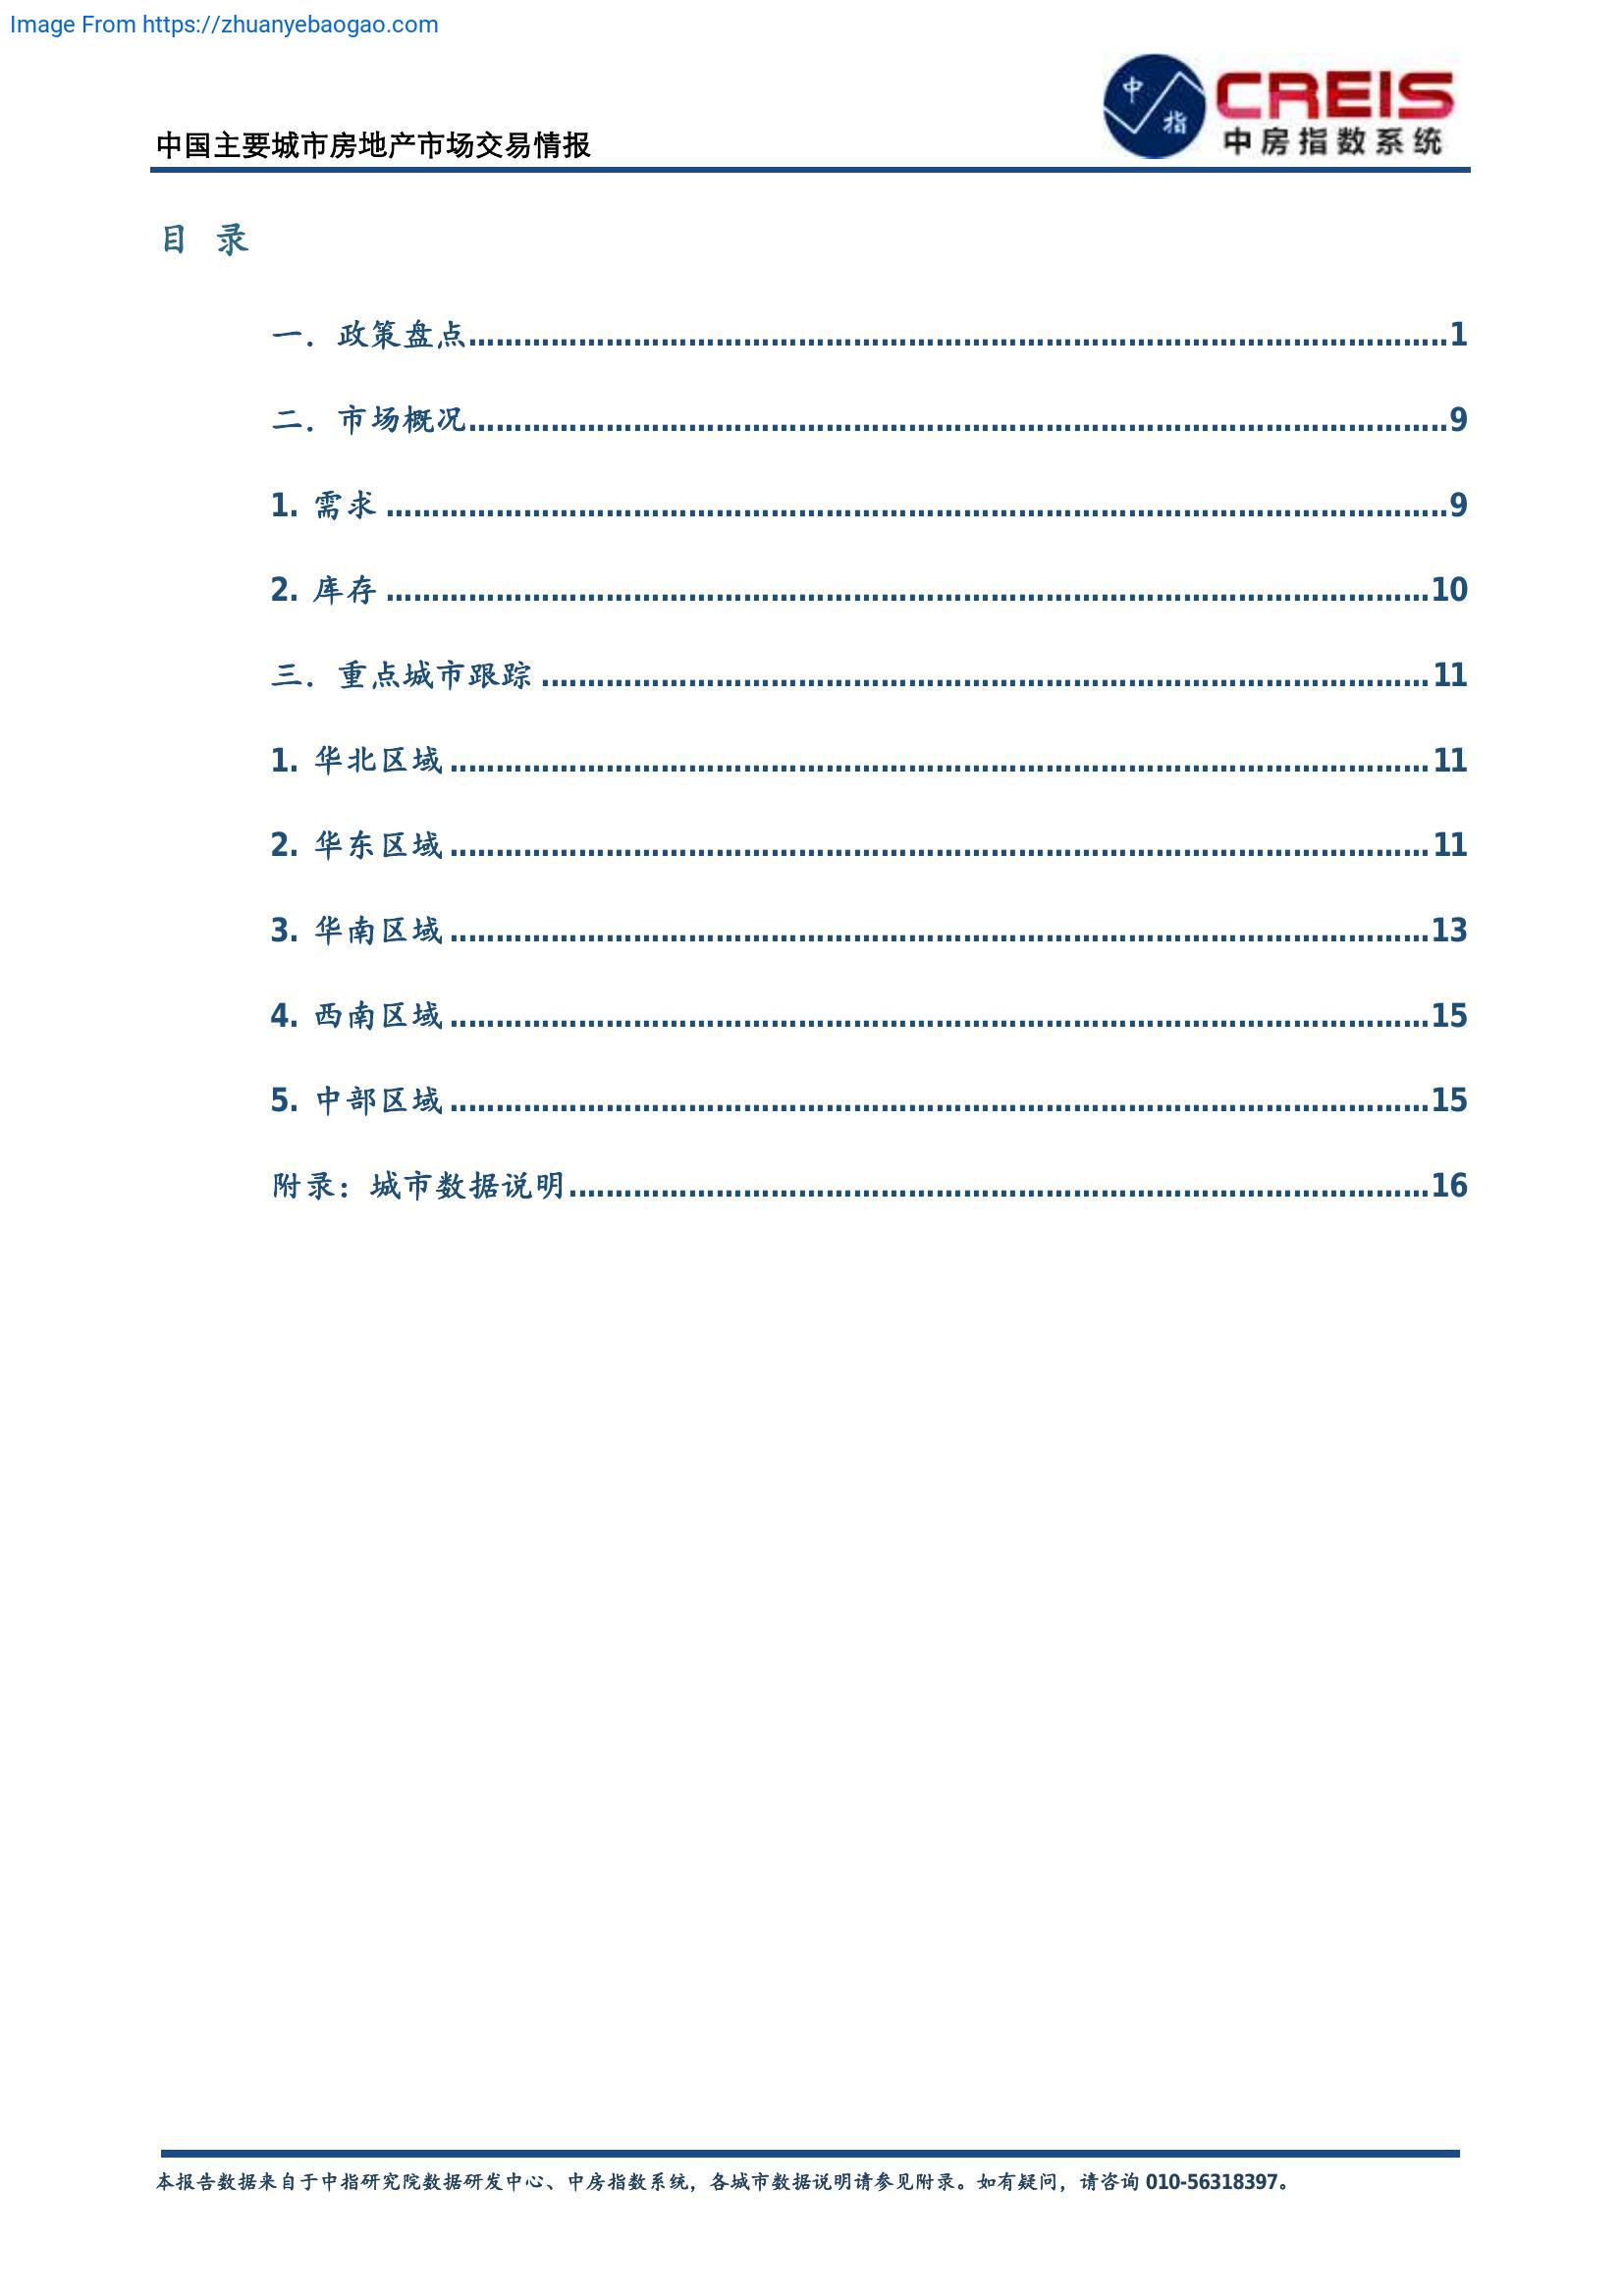 Image From https://zhuanyebaogao.com
中 指
CREIS
中房指数系统
中国主要城市房地产市场交易情报
目 录
一. 政策盘点........................................................................................................1
二. 市场概况........................................................................................................9
1. 需求........................................................................................................9
2. 库存........................................................................................................10
三. 重点城市跟踪........................................................................................................11
1. 华北区域........................................................................................................11
2. 华东区域........................................................................................................11
3. 华南区域........................................................................................................13
4. 西南区域........................................................................................................15
5. 中部区域........................................................................................................15
附录：城市数据说明........................................................................................................16
本报告数据来自于中指研究院数据研发中心、中房指数系统，各城市数据说明请参见附录。如有疑问，请咨询 010-56318397。